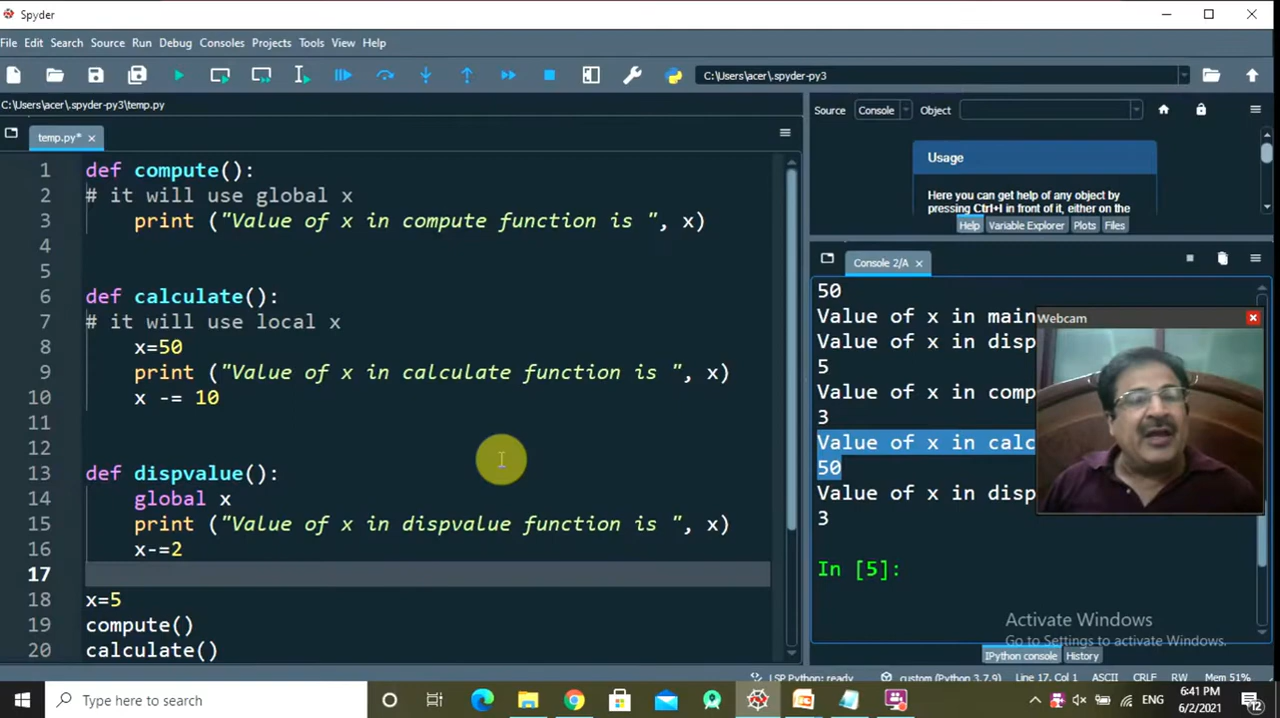 Spyder
File Edit Search Source Run Debug Consoles Projects Tools View Help
C:\Users\acer\.spyder-py3
C:\Users\acer\.spyder-py3\temp.py
temp.py*
1 def compute():
2 # it will use global x
3 print ("Value of x in compute function is ", x)
4
5
6 def calculate():
7 # it will use local x
8 x=50
9 print ("Value of x in calculate function is ", x)
10 x -= 10
11
12
13 def dispvalue():
14 global x
15 print ("Value of x in dispvalue function is ", x)
16 x-=2
17
18 x=5
19 compute()
20 calculate()
Source Console Object
Usage
Here you can get help of any object by
pressing Ctrl+I in front of it, either on the
Help Variable Explorer Plots Files
Console 2/A
50
Value of x in main
Value of x in disp
5
Value of x in comp
3
Value of x in calc
50
Value of x in disp
3
In [5]:
Webcam
Activate Windows
Go to Settings to activate Windows.
IPython console History
LSP Python: ready custom (Python 3.7.9) Line 17, Col 1 ASCII CRLF RW Mem 51%
Type here to search
ENG
6:41 PM
6/2/2021
12